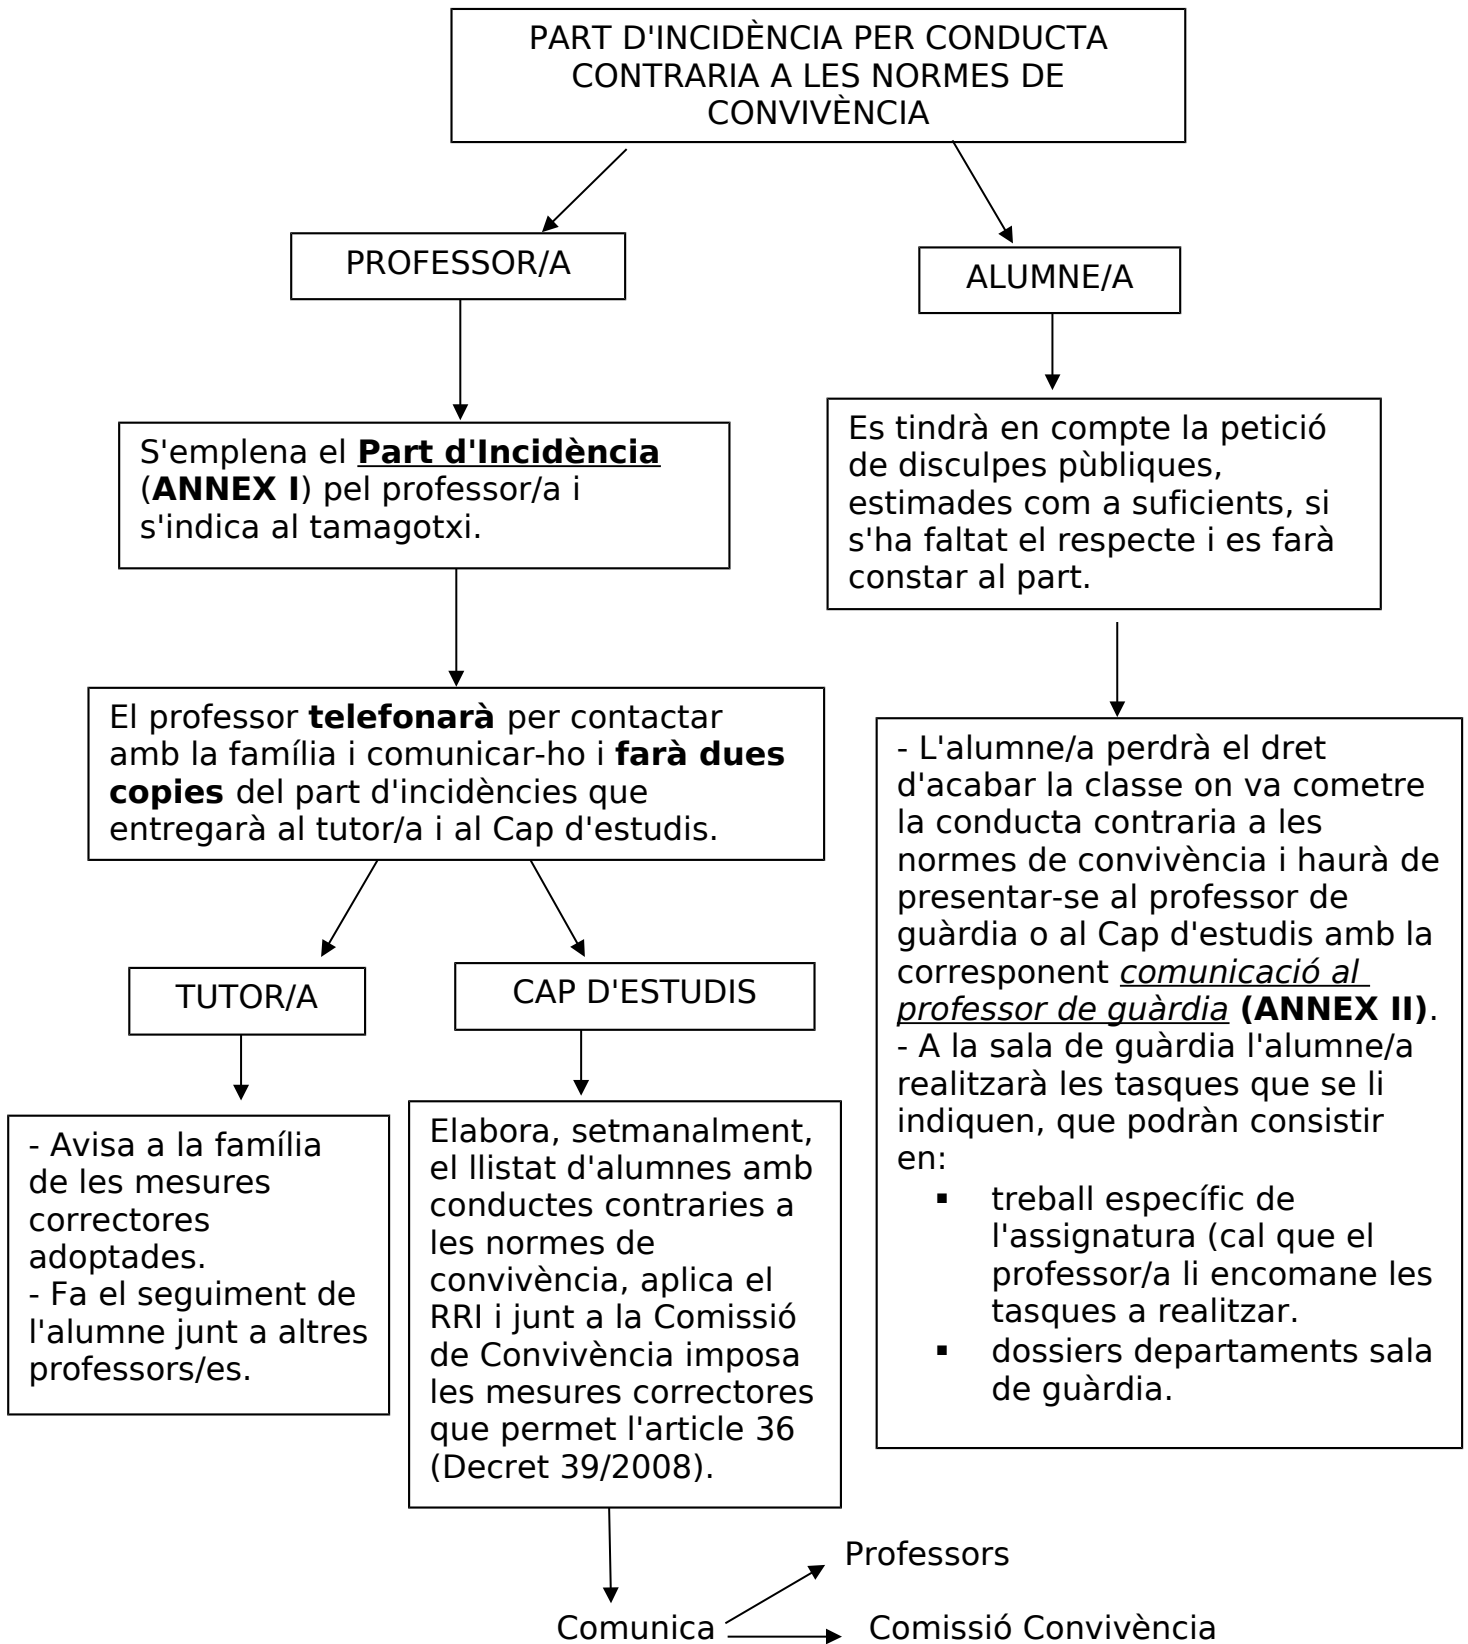 PART D'INCIDÈNCIA PER CONDUCTA
CONTRARIA A LES NORMES DE
CONVIVÈNCIA
PROFESSOR/A
ALUMNE/A
S'emplena el Part d'Incidència
(ANNEX I) pel professor/a i
s'indica al tamagotxi.
Es tindrà en compte la petició
de disculpes pùbliques,
estimades com a suficients, si
s'ha faltat el respecte i es farà
constar al part.
El professor telefonarà per contactar
amb la família i comunicar-ho i farà dues
copies del part d'incidències que
entregarà al tutor/a i al Cap d'estudis.
- L'alumne/a perdrà el dret
d'acabar la classe on va cometre
la conducta contraria a les
normes de convivència i haurà de
presentar-se al professor de
guàrdia o al Cap d'estudis amb la
corresponent comunicació al
professor de guàrdia (ANNEX II).
- A la sala de guàrdia l'alumne/a
realitzarà les tasques que se li
indiquen, que podràn consistir
en:
▪ treball específic de
l'assignatura (cal que el
professor/a li encomane les
tasques a realitzar.
▪ dossiers departaments sala
de guàrdia.
TUTOR/A
CAP D'ESTUDIS
- Avisa a la família
de les mesures
correctores
adoptades.
- Fa el seguiment de
l'alumne junt a altres
professors/es.
Elabora, setmanalment,
el llistat d'alumnes amb
conductes contraries a
les normes de
convivència, aplica el
RRI i junt a la Comissió
de Convivència imposa
les mesures correctores
que permet l'article 36
(Decret 39/2008).
Professors
Comunica
Comissió Convivència